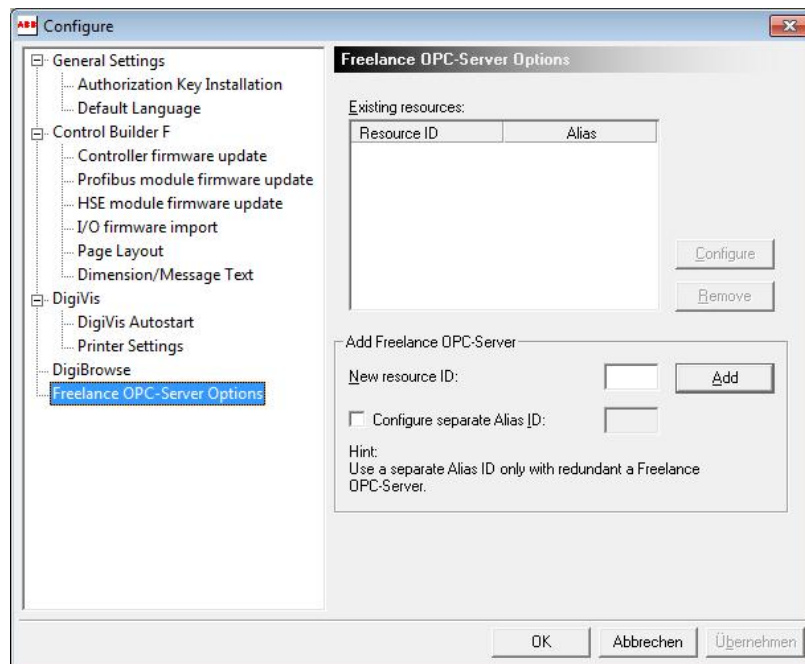 ABB Configure
General Settings
Authorization Key Installation
Default Language
Control Builder F
Controller firmware update
Profibus module firmware update
HSE module firmware update
I/O firmware import
Page Layout
Dimension/Message Text
DigiVis
DigiVis Autostart
Printer Settings
DigiBrowse
Freelance OPC-Server Options
Freelance OPC-Server Options
Existing resources:
Resource ID Alias
Configure
Remove
Add Freelance OPC-Server
New resource ID: Add
Configure separate Alias ID:
Hint:
Use a separate Alias ID only with redundant a Freelance
OPC-Server.
OK Abbrechen Übernehmen